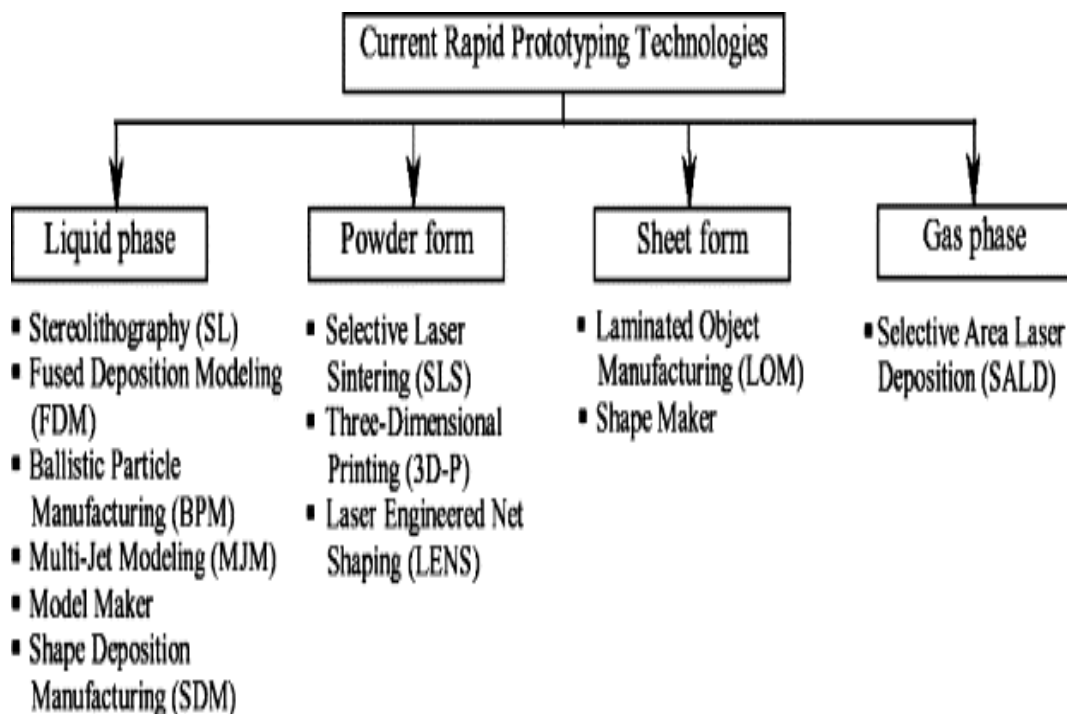 Current Rapid Prototyping Technologies
Liquid phase
▪ Stereolithography (SL)
▪ Fused Deposition Modeling
(FDM)
▪ Ballistic Particle
Manufacturing (BPM)
▪ Multi-Jet Modeling (MJM)
▪ Model Maker
▪ Shape Deposition
Manufacturing (SDM)
Powder form
▪ Selective Laser
Sintering (SLS)
▪ Three-Dimensional
Printing (3D-P)
▪ Laser Engineered Net
Shaping (LENS)
Sheet form
▪ Laminated Object
Manufacturing (LOM)
▪ Shape Maker
Gas phase
▪ Selective Area Laser
Deposition (SALD)